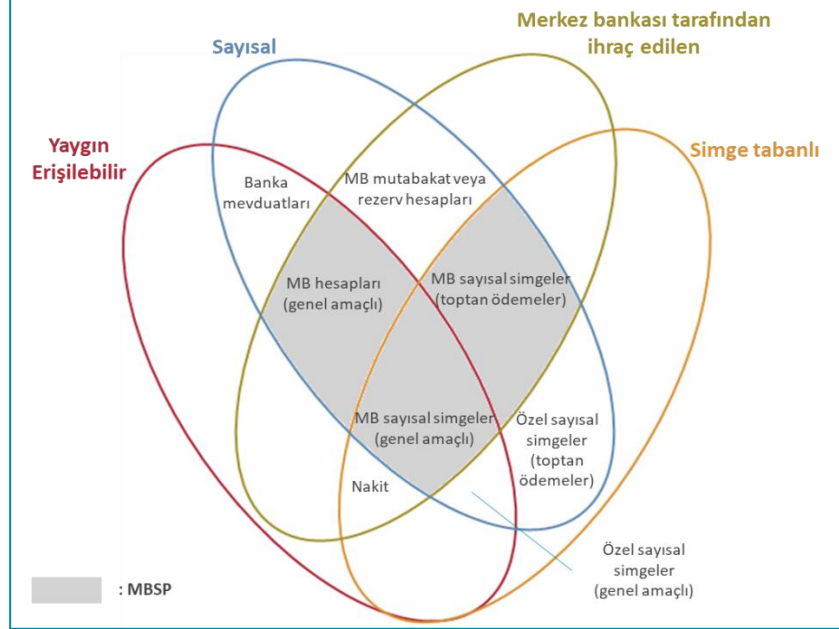 Merkez bankası tarafından
ihraç edilen
Sayısal
Yaygın
Erişilebilir
Simge tabanlı
Banka
mevduatları
MB mutabakat veya
rezerv hesapları
MB hesapları
(genel amaçlı)
MB sayısal simgeler
(toptan ödemeler)
MB sayısal simgeler
(genel amaçlı)
Özel sayısal
simgeler
(toptan
ödemeler)
Nakit
Özel sayısal
simgeler
(genel amaçlı)
: MBSP